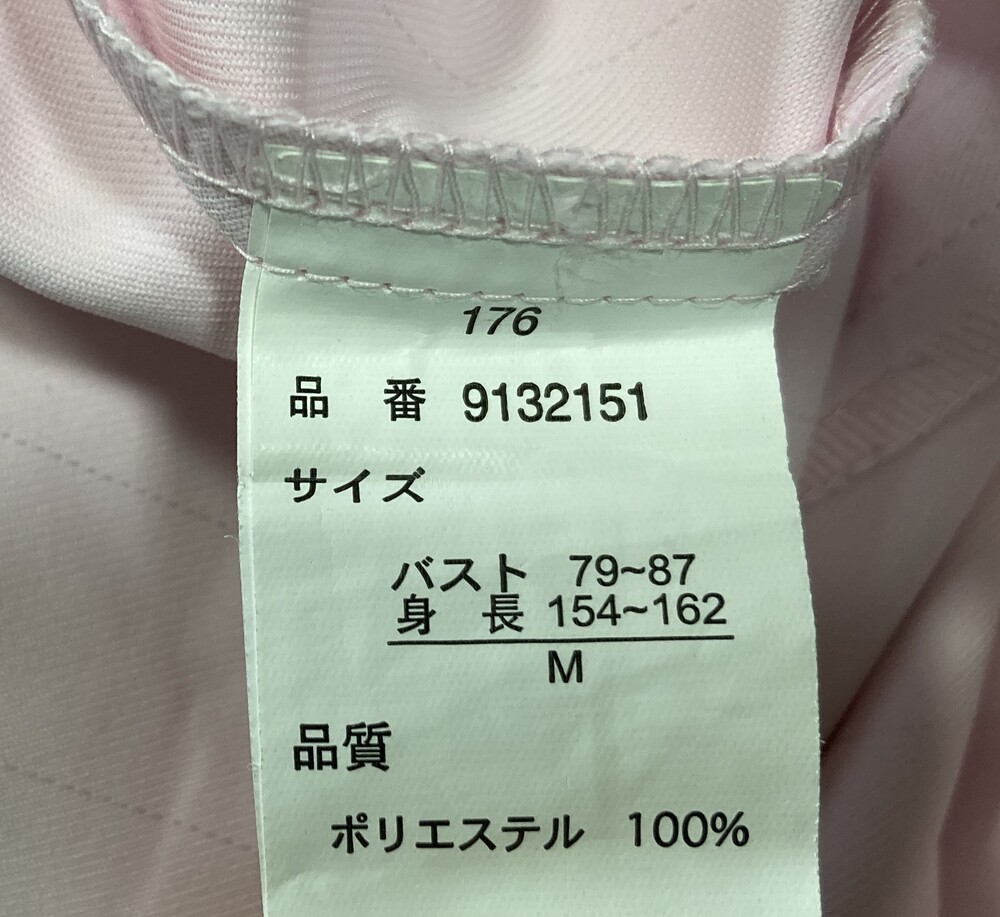 176
品 番 9132151
サイズ
バスト 79~87
身 長 154~162
M
品質
ポリエステル 100%